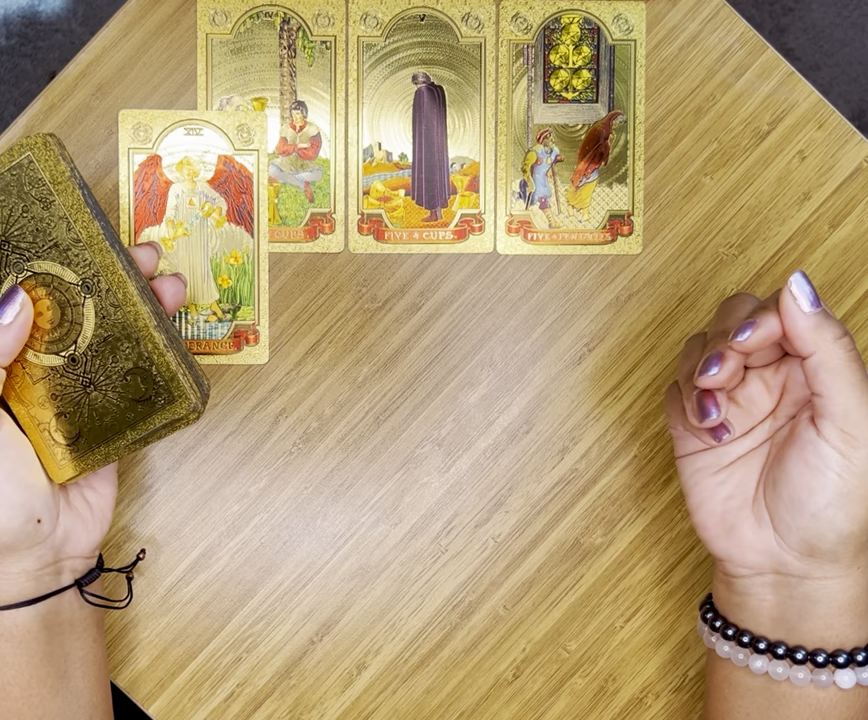 V
FIVE of CUPS.
FIVE of PENTACLES
CUPS.
XIV
ERANCE.